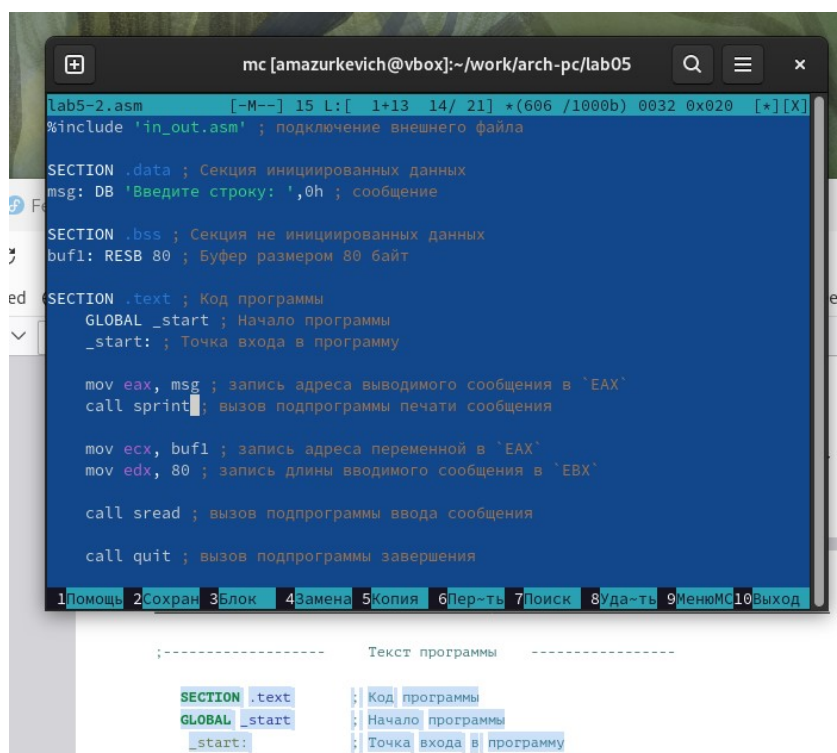 mc [amazurkevich@vbox]:~/work/arch-pc/lab05
lab5-2.asm [-M--] 15 L:[ 1+13 14/ 21] *(606 /1000b) 0032 0x020 [*][X]
%include 'in_out.asm' ; подключение внешнего файла
SECTION .data ; Секция инициированных данных
msg: DB 'Введите строку: ',0h ; сообщение
SECTION .bss ; Секция не инициированных данных
buf1: RESB 80 ; Буфер размером 80 байт
SECTION .text ; Код программы
GLOBAL _start ; Начало программы
_start: ; Точка входа в программу
mov eax, msg ; запись адреса выводимого сообщения в `EAX`
call sprint ; вызов подпрограммы печати сообщения
mov ecx, buf1 ; запись адреса переменной в `EAX`
mov edx, 80 ; запись длины вводимого сообщения в `EBX`
call sread ; вызов подпрограммы ввода сообщения
call quit ; вызов подпрограммы завершения
1Помощь 2Сохран 3Блок 4Замена 5Копия 6Пер~ть 7Поиск 8Уда~ть 9МенюМС10Выход
;------------------- Текст программы -----------------
SECTION .text ; Код программы
GLOBAL _start ; Начало программы
_start: ; Точка входа в программу